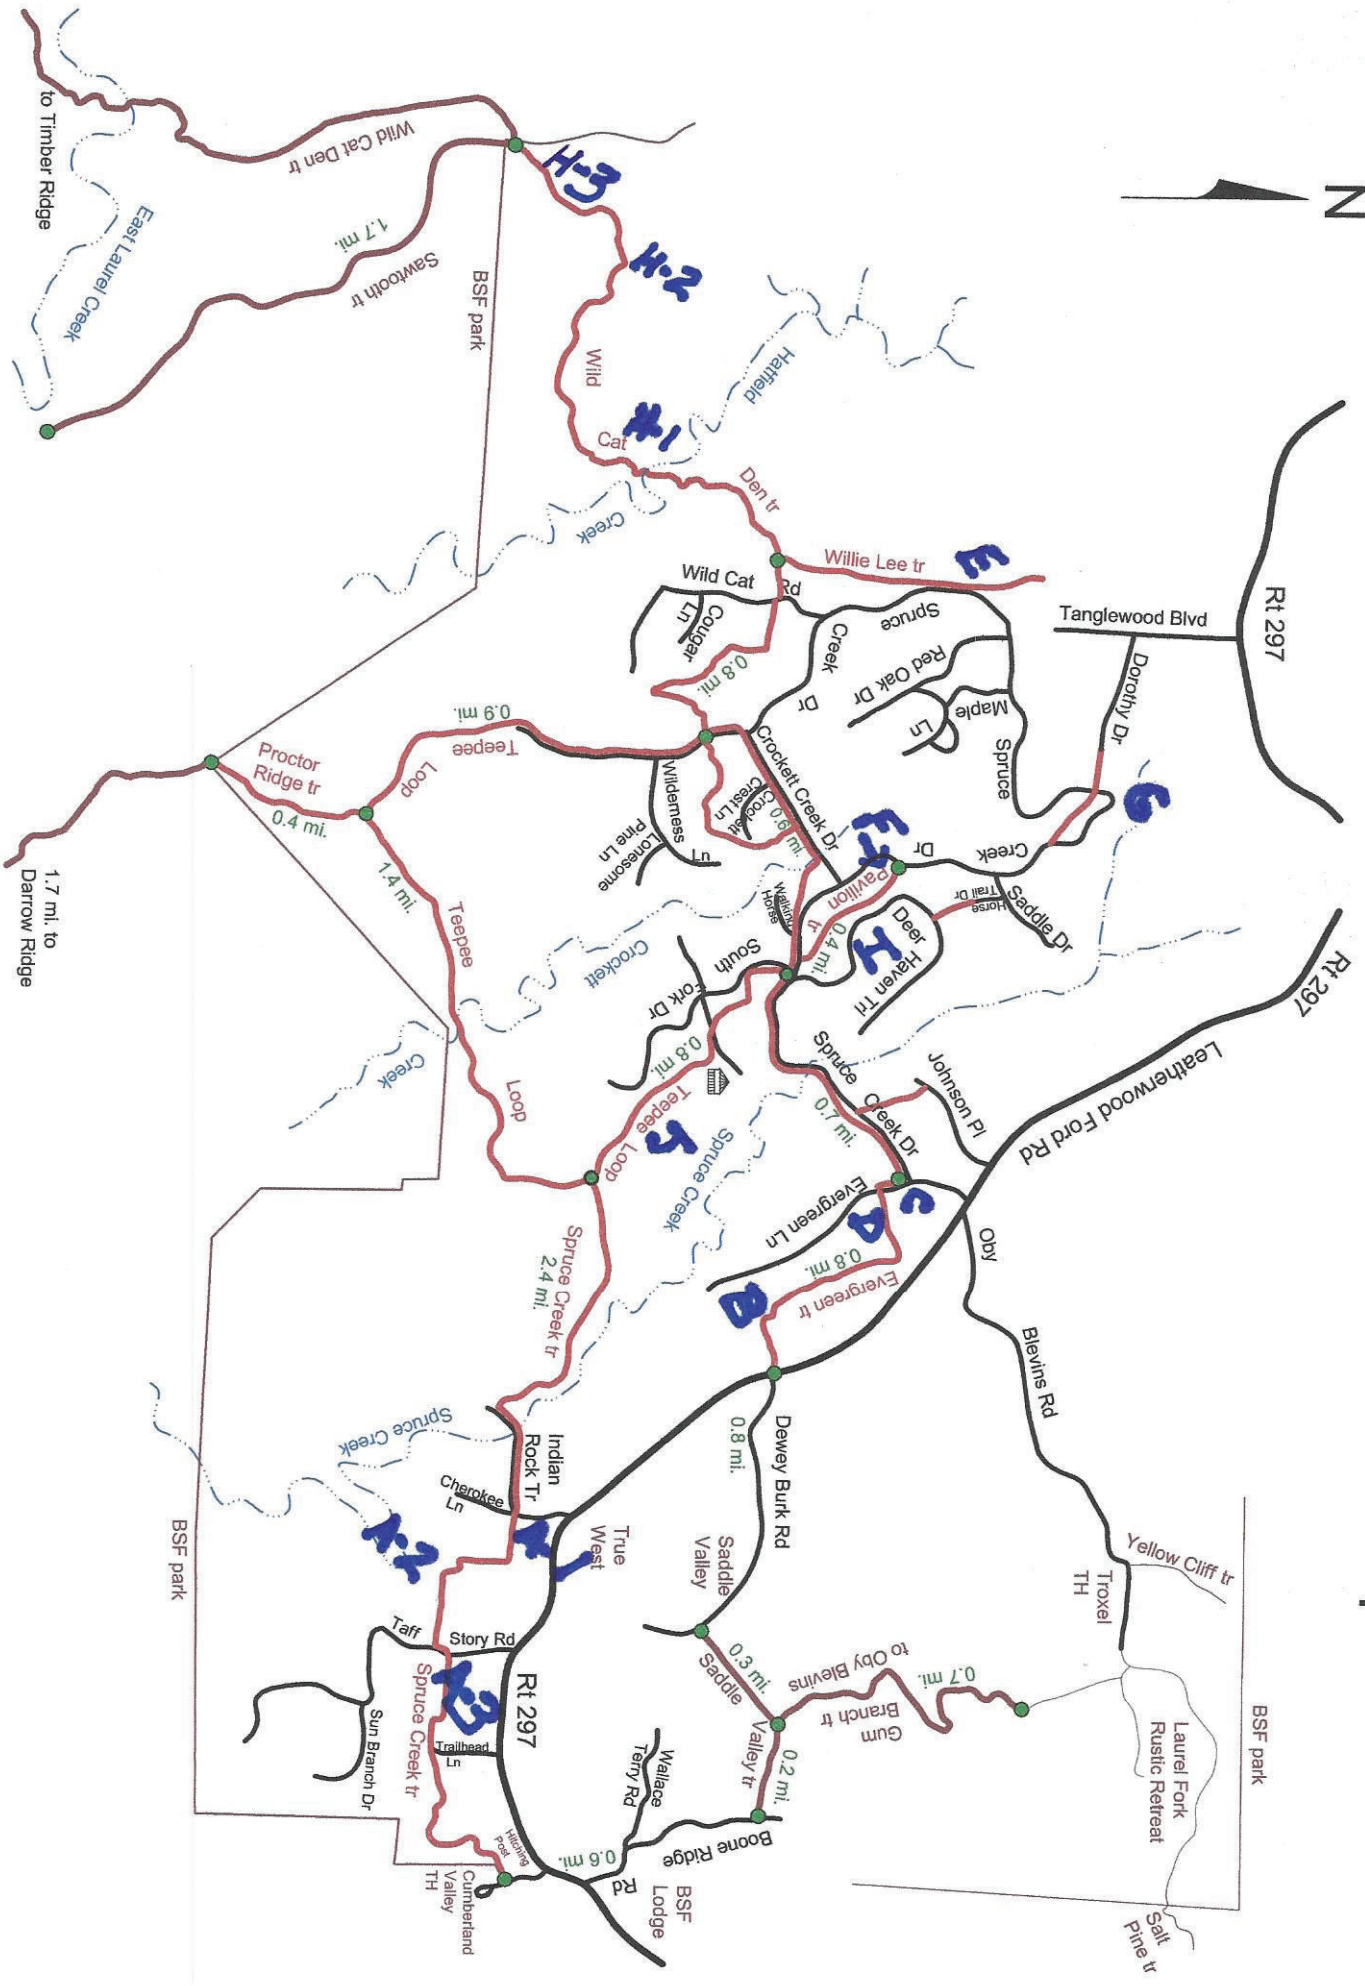 N
Rt 297
Tanglewood Blvd
Dorothy Dr
Willie Lee tr
E
Wild Cat
Rd
Cougar
Ln
Spruce
Creek
Dr
Red Oak Dr
Maple
Ln
Spruce
Creek
Dr
G
Saddle Dr
Horse
Trail Dr
Hatfield
Creek
Den tr
Cat
Wild
H-1
H-2
H-3
BSF park
Wild Cat Den tr
Sawtooth tr
1.7 mi.
East Laurel Creek
to Timber Ridge
0.8 mi.
Crockett Creek Dr
Crockett
Crest Ln
0.6 mi.
Wilderness
Ln
Lonesome
Pine Ln
Teepee
Loop
0.9 mi.
Proctor
Ridge tr
0.4 mi.
1.7 mi. to
Darrow Ridge
1.4 mi.
Teepee
Loop
Crockett
Creek
Walking
Horse
Pavilion
tr
0.4 mi.
Deer
Haven Trl
I
South
Fork Dr
0.8 mi.
Teepee
Loop
J
Spruce
Creek Dr
0.7 mi.
Johnson Pl
Rt 297
Leatherwood Ford Rd
Spruce Creek
Evergreen Ln
C
D
0.8 mi.
Evergreen tr
B
Oby
Blevins Rd
Spruce Creek tr
2.4 mi.
Dewey Burk Rd
0.8 mi.
Saddle
Valley
Indian
Rock Tr
Cherokee
Ln
Spruce Creek
True
West
A-1
A-2
A-3
Taff
Story Rd
Sun Branch Dr
Spruce Creek tr
Trailhead
Ln
Rt 297
BSF park
0.3 mi.
Saddle
Valley tr
0.2 mi.
to Oby Blevins
Gum
Branch tr
0.7 mi.
Troxel
TH
Yellow Cliff tr
Laurel Fork
Rustic Retreat
BSF park
Salt
Pine tr
Wallace
Terry Rd
Boone Ridge
Rd
0.6 mi.
BSF
Lodge
Hitching
Post
Cumberland
Valley
TH